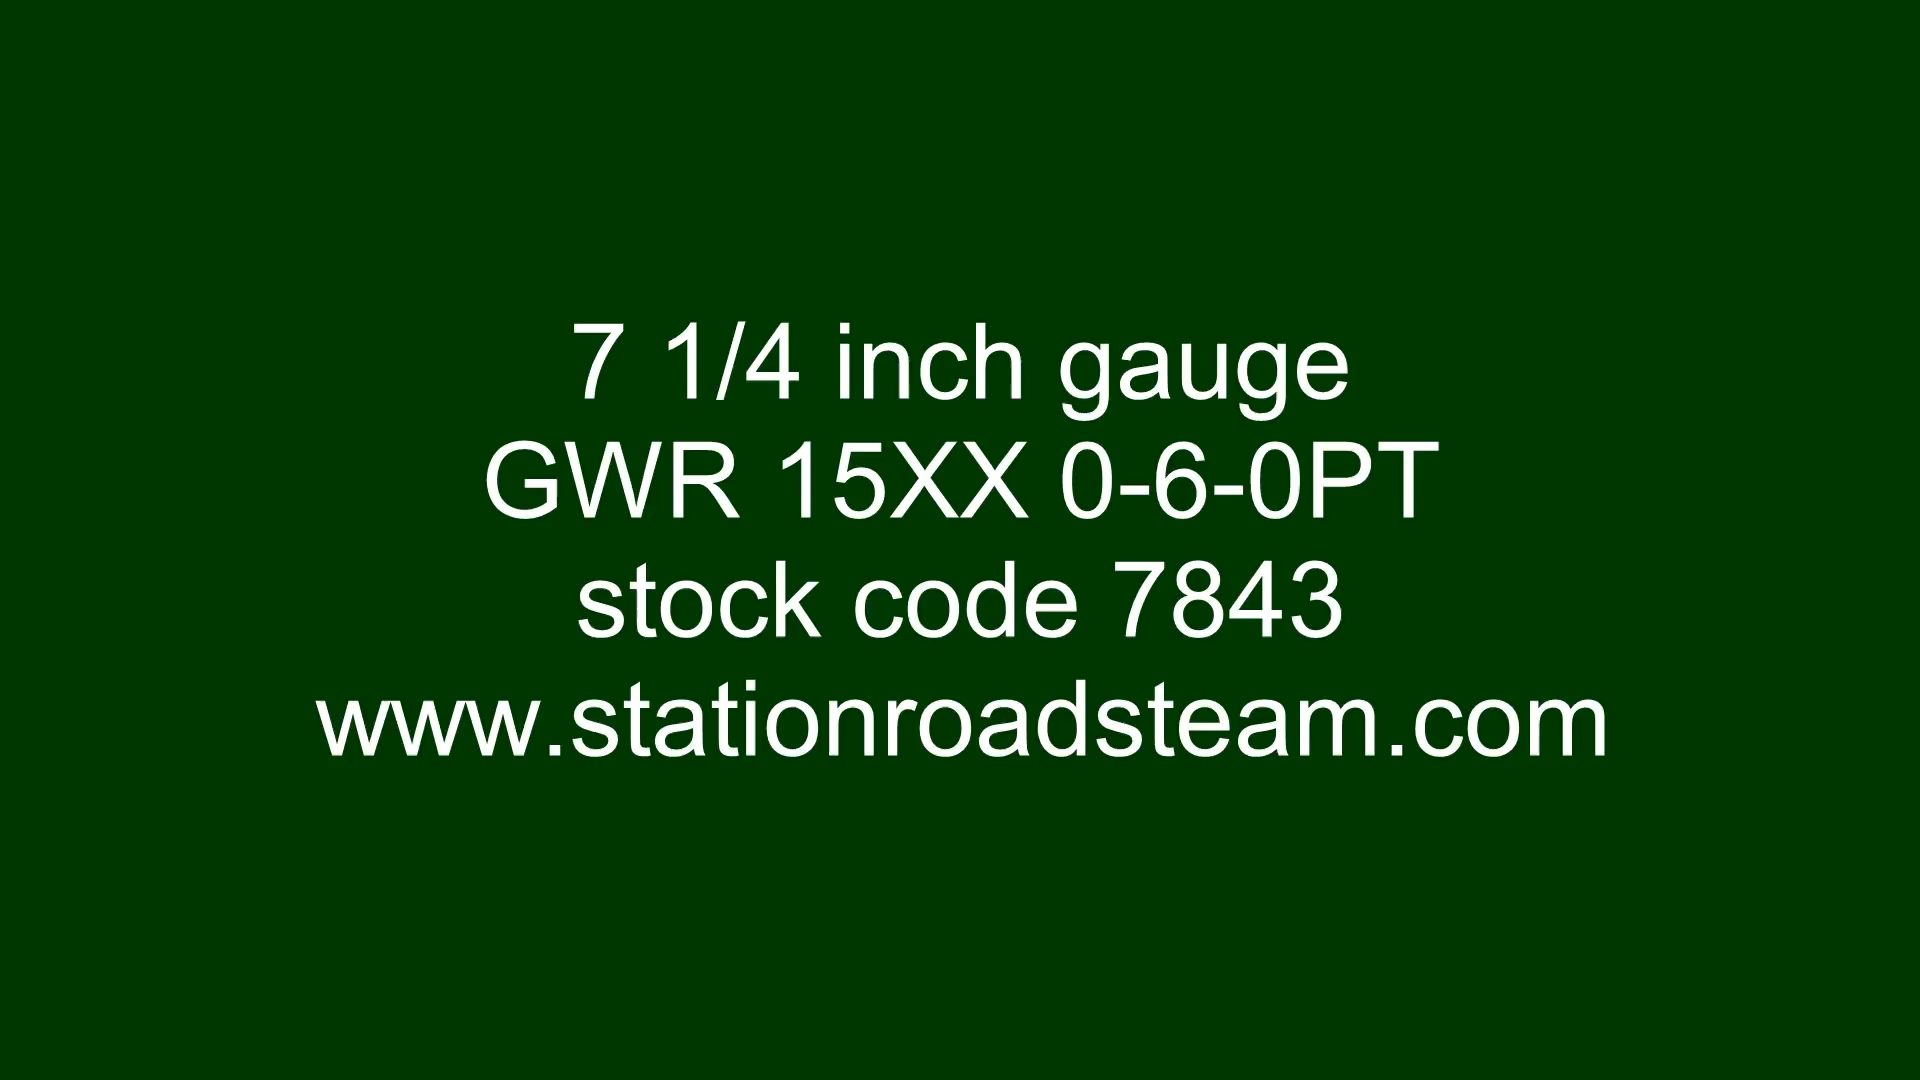 7 1/4 inch gauge
GWR 15XX 0-6-0PT
stock code 7843
www.stationroadsteam.com